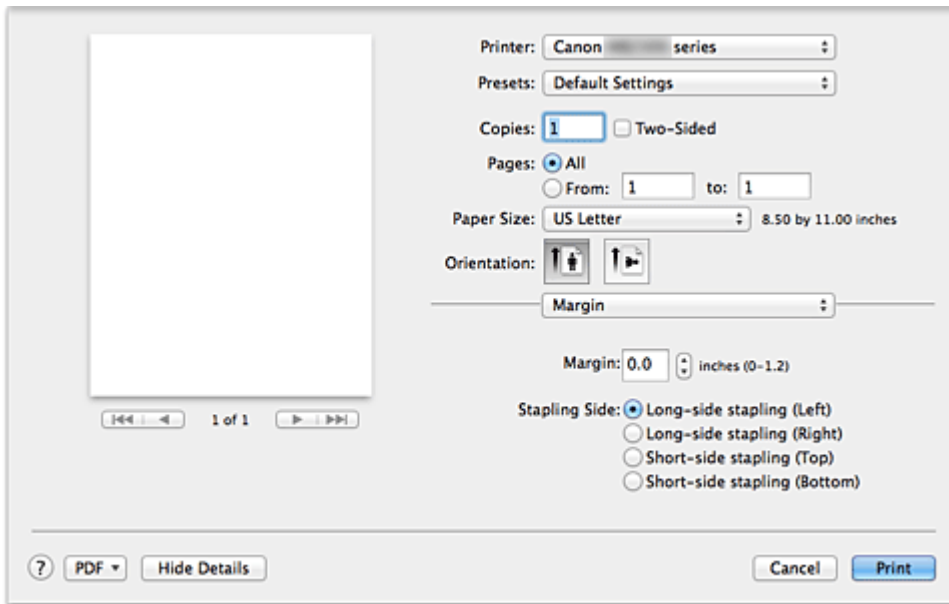 Printer: Canon series
Presets: Default Settings
Copies: 1 Two-Sided
Pages: All
From: 1 to: 1
Paper Size: US Letter 8.50 by 11.00 inches
Orientation:
Margin
Margin: 0.0 inches (0-1.2)
1 of 1
Stapling Side: Long-side stapling (Left)
Long-side stapling (Right)
Short-side stapling (Top)
Short-side stapling (Bottom)
? PDF Hide Details Cancel Print